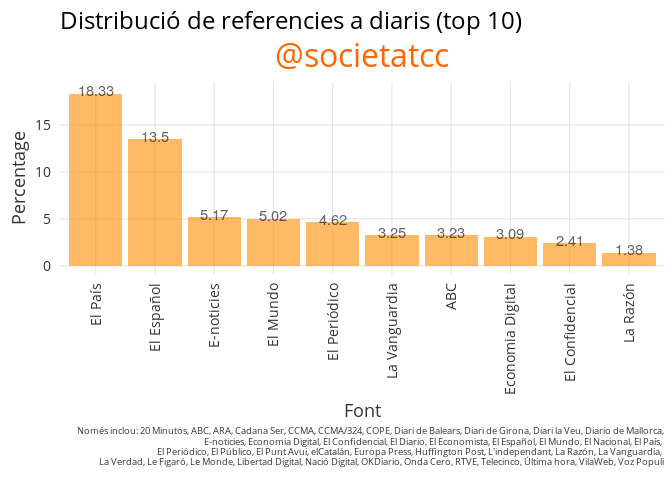 Distribució de referencies a diaris (top 10)
@societatcc
Percentage
15
10
5
0
18.33
13.5
5.17
5.02
4.62
3.25
3.23
3.09
2.41
1.38
El País
El Español
E-noticies
El Mundo
El Periódico
La Vanguardia
ABC
Economia Digital
El Confidencial
La Razón
Font
Només inclou: 20 Minutos, ABC, ARA, Cadana Ser, CCMA, CCMA/324, COPE, Diari de Balears, Diari de Girona, Diari la Veu, Diario de Mallorca,
E-noticies, Economia Digital, El Confidencial, El Diario, El Economista, El Español, El Mundo, El Nacional, El País,
El Periódico, El Público, El Punt Avui, elCatalán, Europa Press, Huffington Post, L'independant, La Razón, La Vanguardia,
La Verdad, Le Figaró, Le Monde, Libertad Digital, Nació Digital, OKDiario, Onda Cero, RTVE, Telecinco, Última hora, VilaWeb, Voz Populi